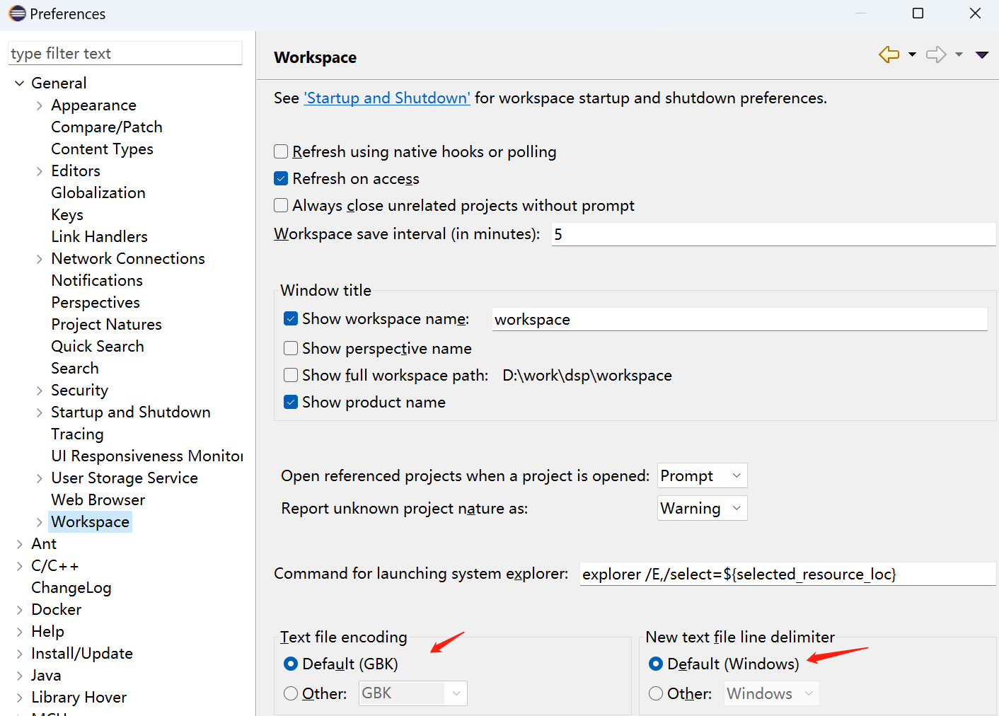 Preferences
type filter text
General
Appearance
Compare/Patch
Content Types
Editors
Globalization
Keys
Link Handlers
Network Connections
Notifications
Perspectives
Project Natures
Quick Search
Search
Security
Startup and Shutdown
Tracing
UI Responsiveness Monitor
User Storage Service
Web Browser
Workspace
Ant
C/C++
ChangeLog
Docker
Help
Install/Update
Java
Library Hover
Workspace
See 'Startup and Shutdown' for workspace startup and shutdown preferences.
Refresh using native hooks or polling
Refresh on access
Always close unrelated projects without prompt
Workspace save interval (in minutes): 5
Window title
Show workspace name: workspace
Show perspective name
Show full workspace path: D:\work\dsp\workspace
Show product name
Open referenced projects when a project is opened: Prompt
Report unknown project nature as: Warning
Command for launching system explorer: explorer /E,/select=${selected_resource_loc}
Text file encoding
Default (GBK)
Other: GBK
New text file line delimiter
Default (Windows)
Other: Windows